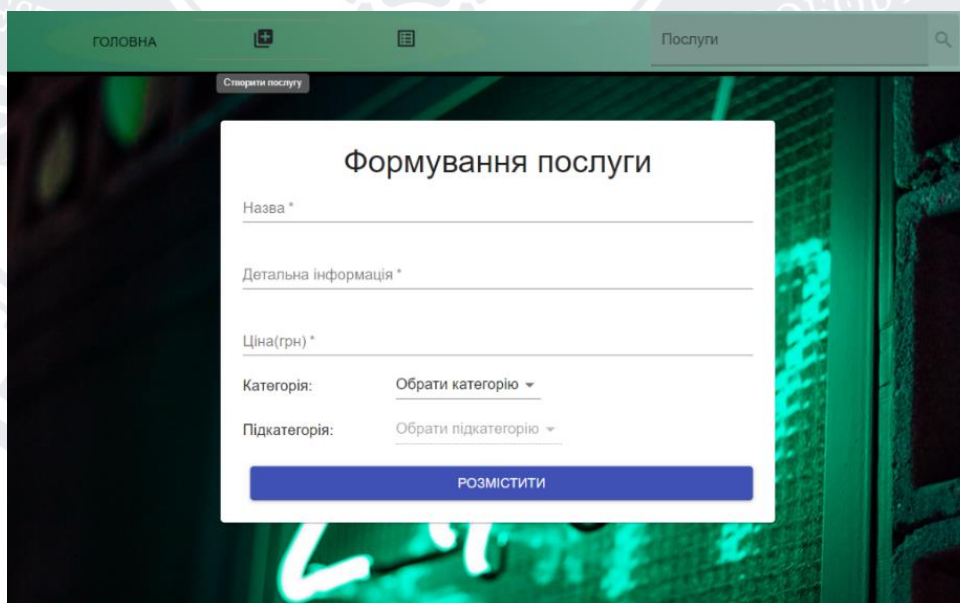 ГОЛОВНА
Послуги
Створити послугу
Формування послуги
Назва *
Детальна інформація *
Ціна(грн) *
Категорія: Обрати категорію
Підкатегорія: Обрати підкатегорію
РОЗМІСТИТИ